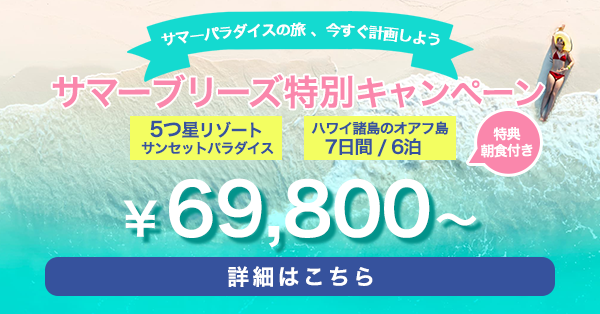 サマーパラダイスの旅、今すぐ計画しよう
サマーブリーズ特別キャンペーン
5つ星リゾート
サンセットパラダイス
ハワイ諸島のオアフ島
7日間 / 6泊
特典
朝食付き
¥69,800〜
詳細はこちら